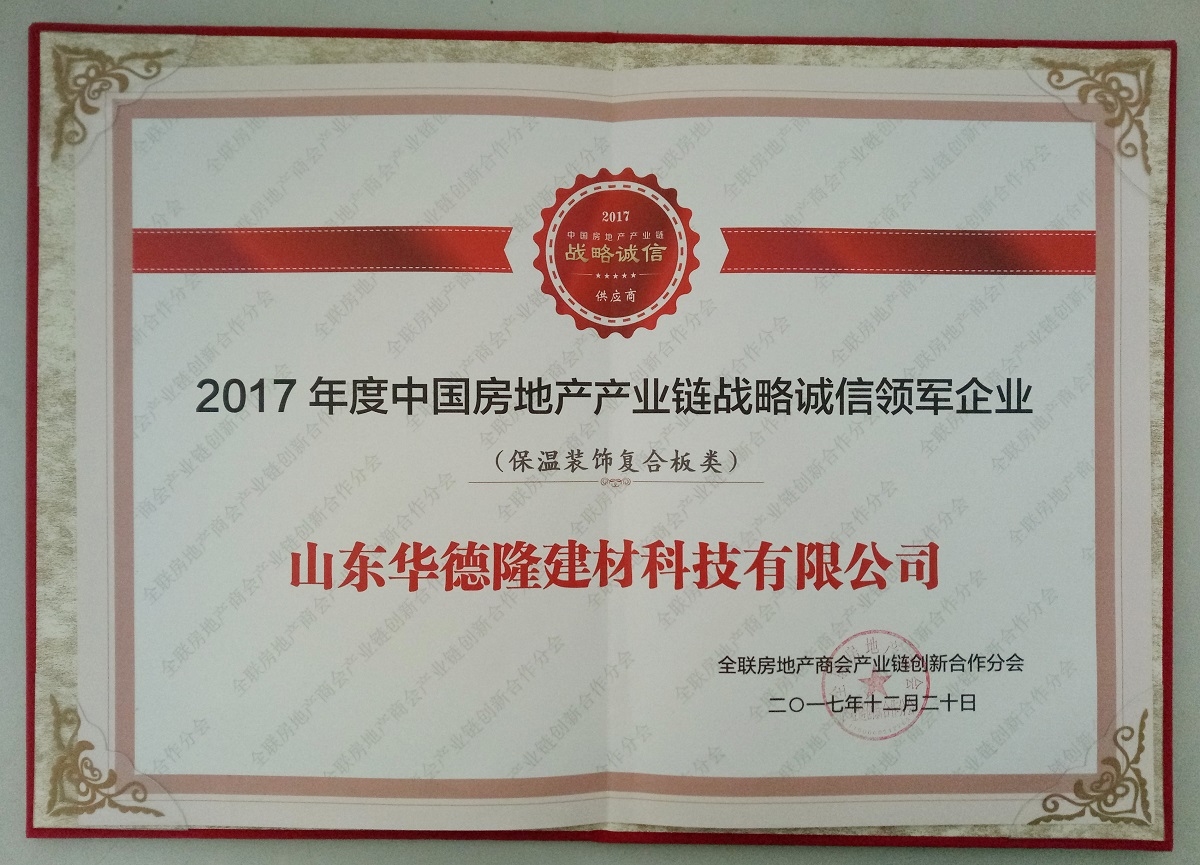 2017
中国房地产产业链
战略诚信
供应商
2017 年度中国房地产产业链战略诚信领军企业
（保温装饰复合板类）
山东华德隆建材科技有限公司
全联房地产商会产业链创新合作分会
二〇一七年十二月二十日